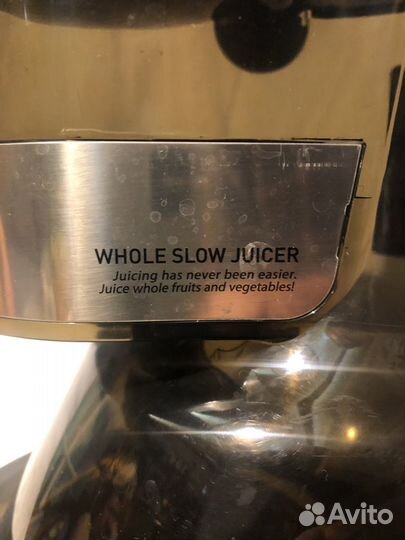 WHOLE SLOW JUICER
Juicing has never been easier.
Juice whole fruits and vegetables!
Avito